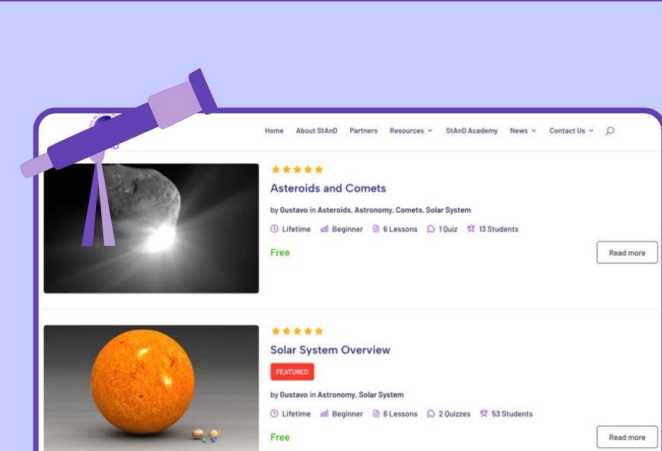 Home About StAnD Partners Resources StAnD Academy News Contact Us
Asteroids and Comets
by Gustavo in Asteroids, Astronomy, Comets, Solar System
Lifetime Beginner 6 Lessons 1 Quiz 13 Students
Free Read more
Solar System Overview
FEATURED
by Gustavo in Astronomy, Solar System
Lifetime Beginner 6 Lessons 2 Quizzes 53 Students
Free Read more